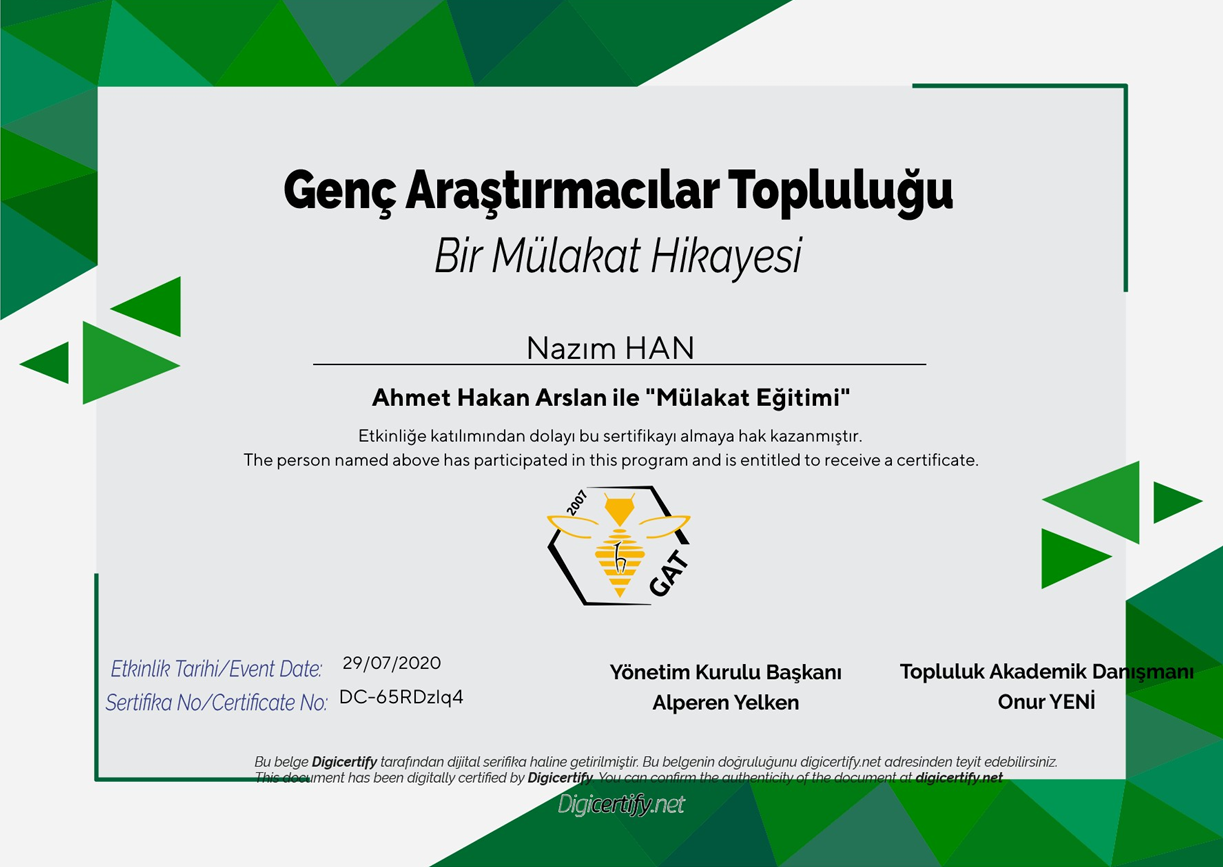 Genç Araştırmacılar Topluluğu
Bir Mülakat Hikayesi
Nazım HAN
Ahmet Hakan Arslan ile "Mülakat Eğitimi"
Etkinliğe katılımından dolayı bu sertifikayı almaya hak kazanmıştır.
The person named above has participated in this program and is entitled to receive a certificate.
2007
h
GAT
Etkinlik Tarihi/Event Date: 29/07/2020
Sertifika No/Certificate No: DC-65RDzIq4
Yönetim Kurulu Başkanı
Alperen Yelken
Topluluk Akademik Danışmanı
Onur YENİ
Bu belge Digicertify tarafından dijital serifika haline getirilmiştir. Bu belgenin doğruluğunu digicertify.net adresinden teyit edebilirsiniz.
This document has been digitally certified by Digicertify. You can confirm the authenticity of the document at digicertify.net
Digicertify.net